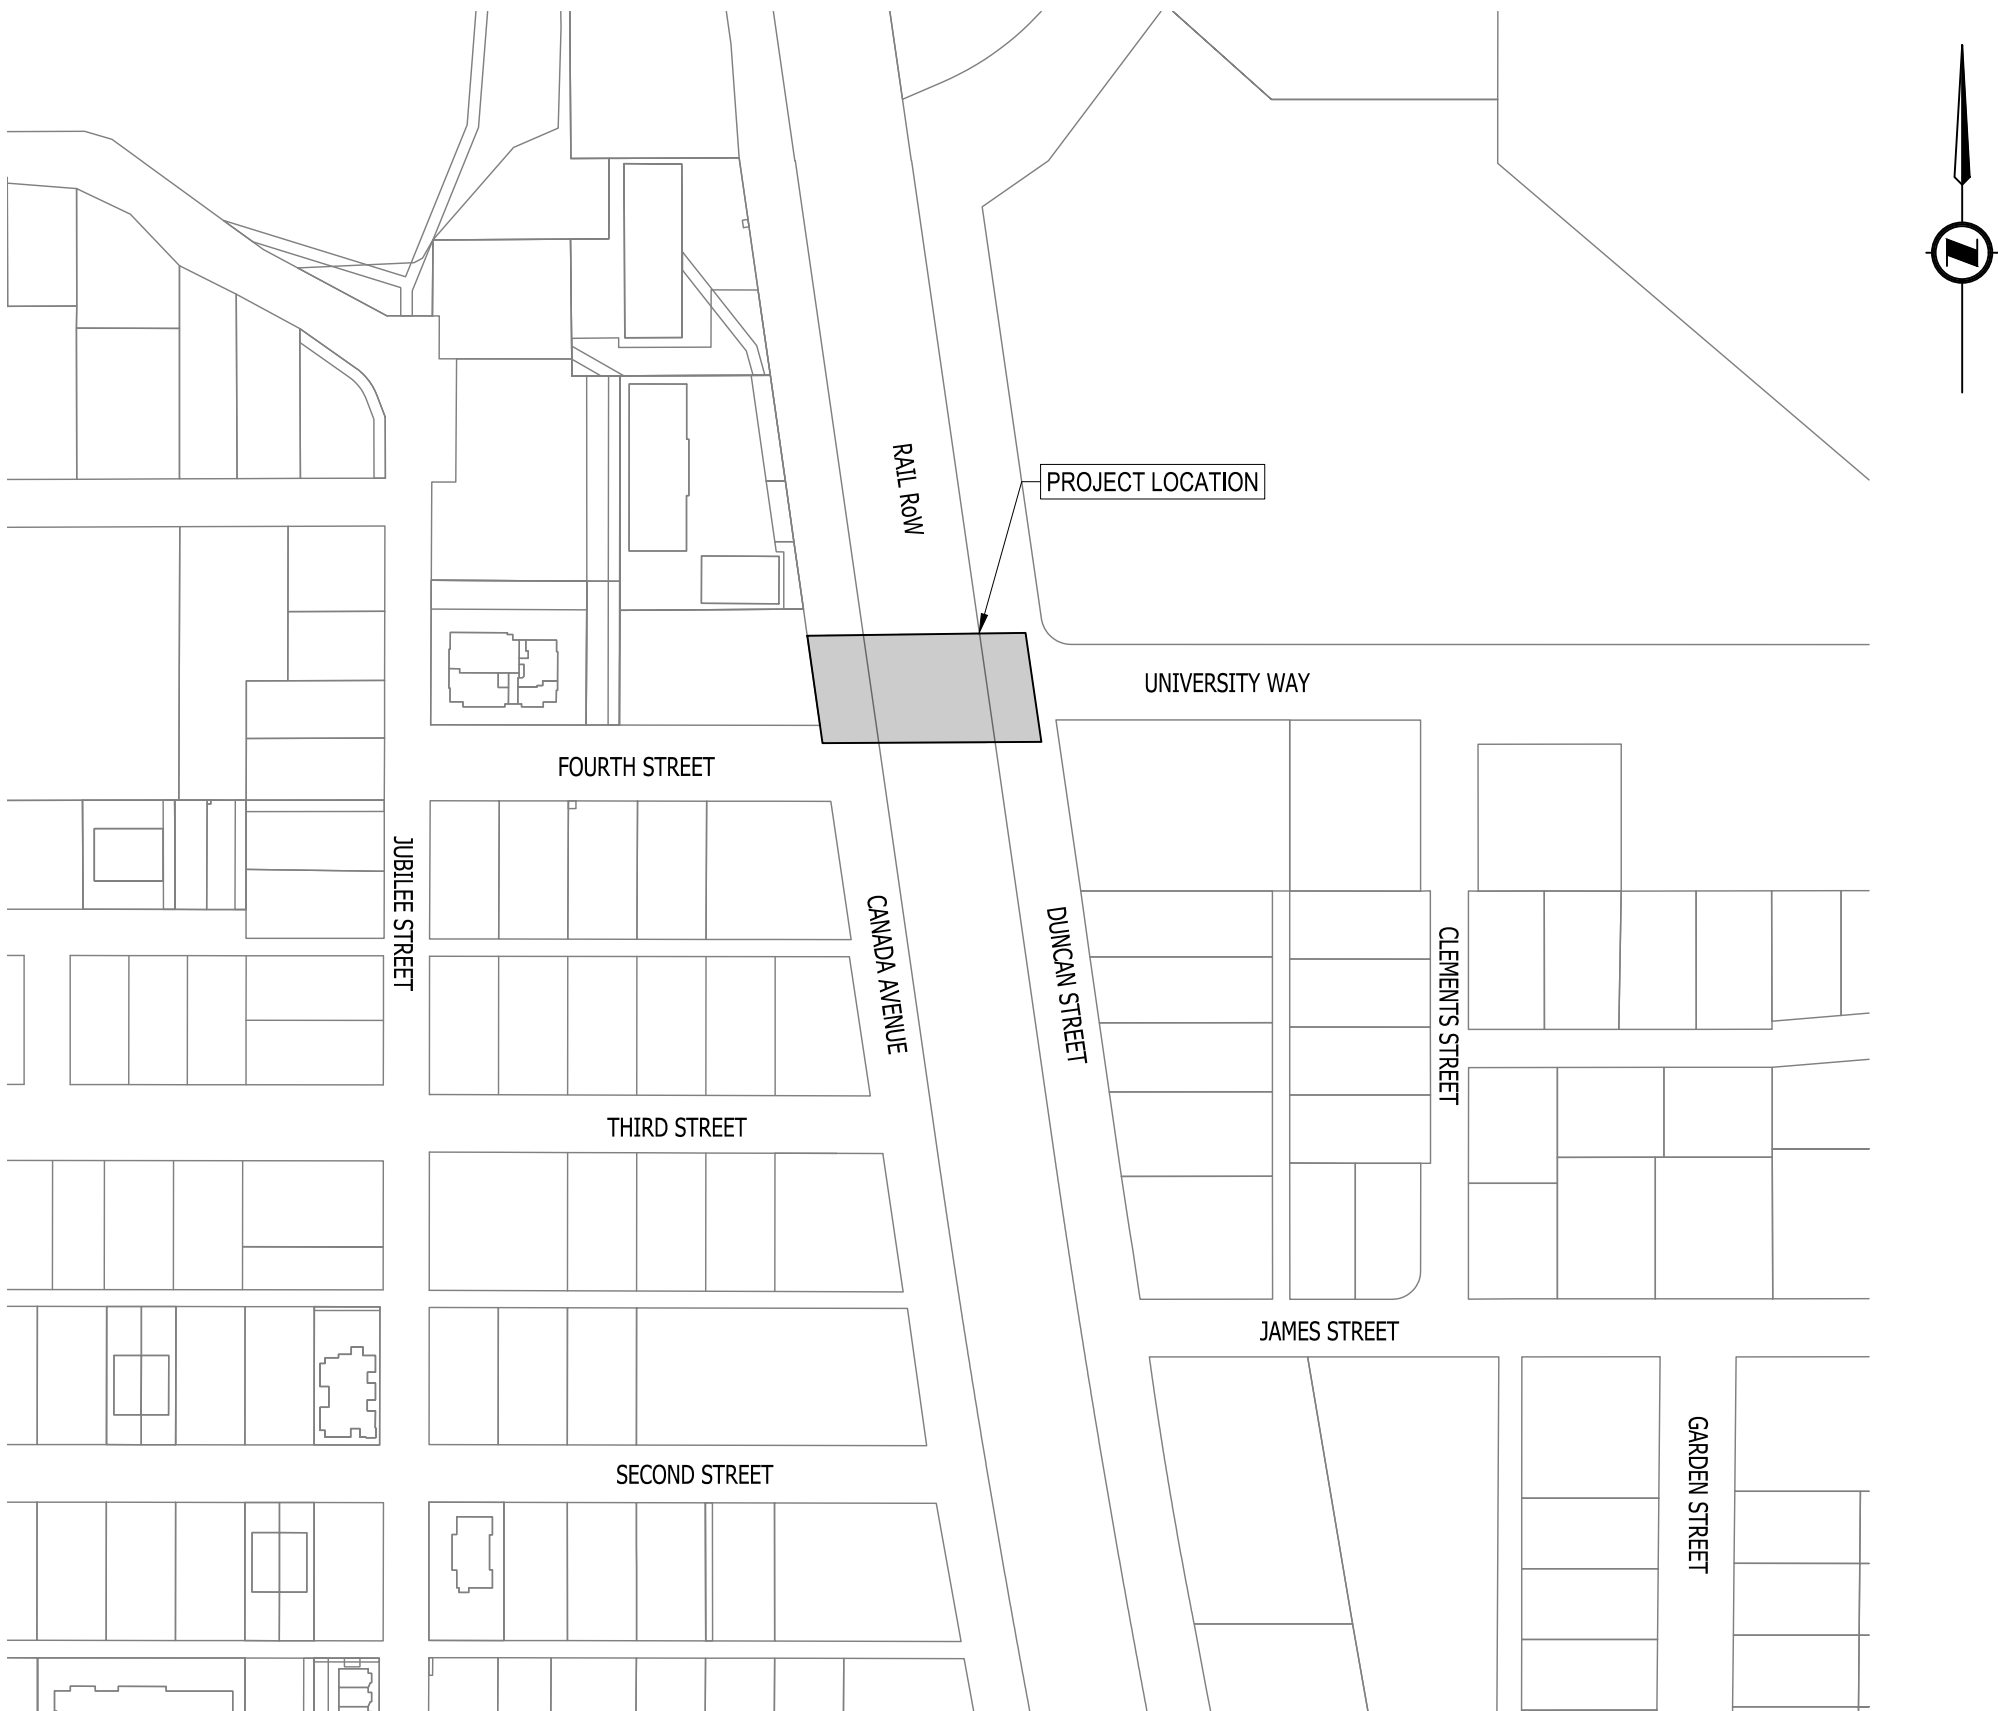 RAIL RoW
PROJECT LOCATION
UNIVERSITY WAY
FOURTH STREET
JUBILEE STREET
CANADA AVENUE
DUNCAN STREET
CLEMENTS STREET
THIRD STREET
JAMES STREET
GARDEN STREET
SECOND STREET
N